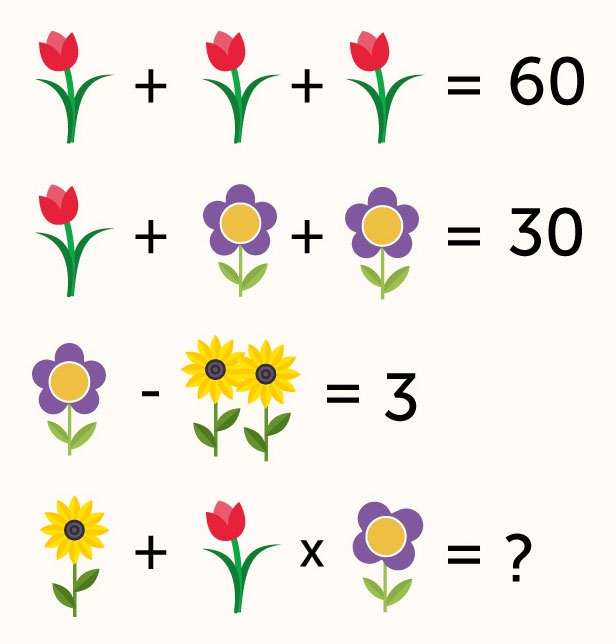 + + = 60
+ + = 30
- = 3
+ x = ?